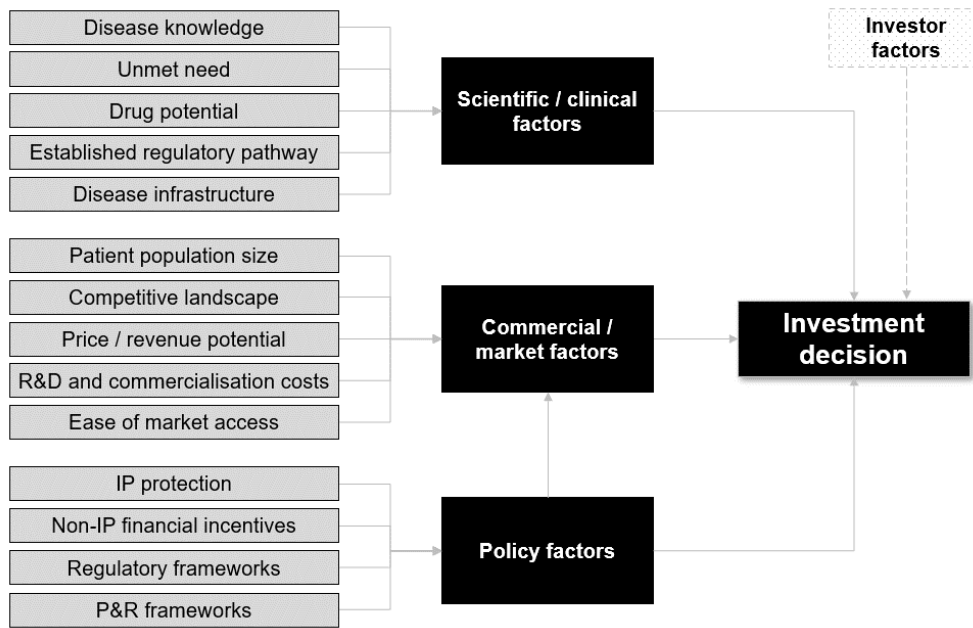 Disease knowledge
Unmet need
Drug potential
Established regulatory pathway
Disease infrastructure
Patient population size
Competitive landscape
Price / revenue potential
R&D and commercialisation costs
Ease of market access
IP protection
Non-IP financial incentives
Regulatory frameworks
P&R frameworks
Scientific / clinical
factors
Commercial /
market factors
Policy factors
Investor
factors
Investment
decision